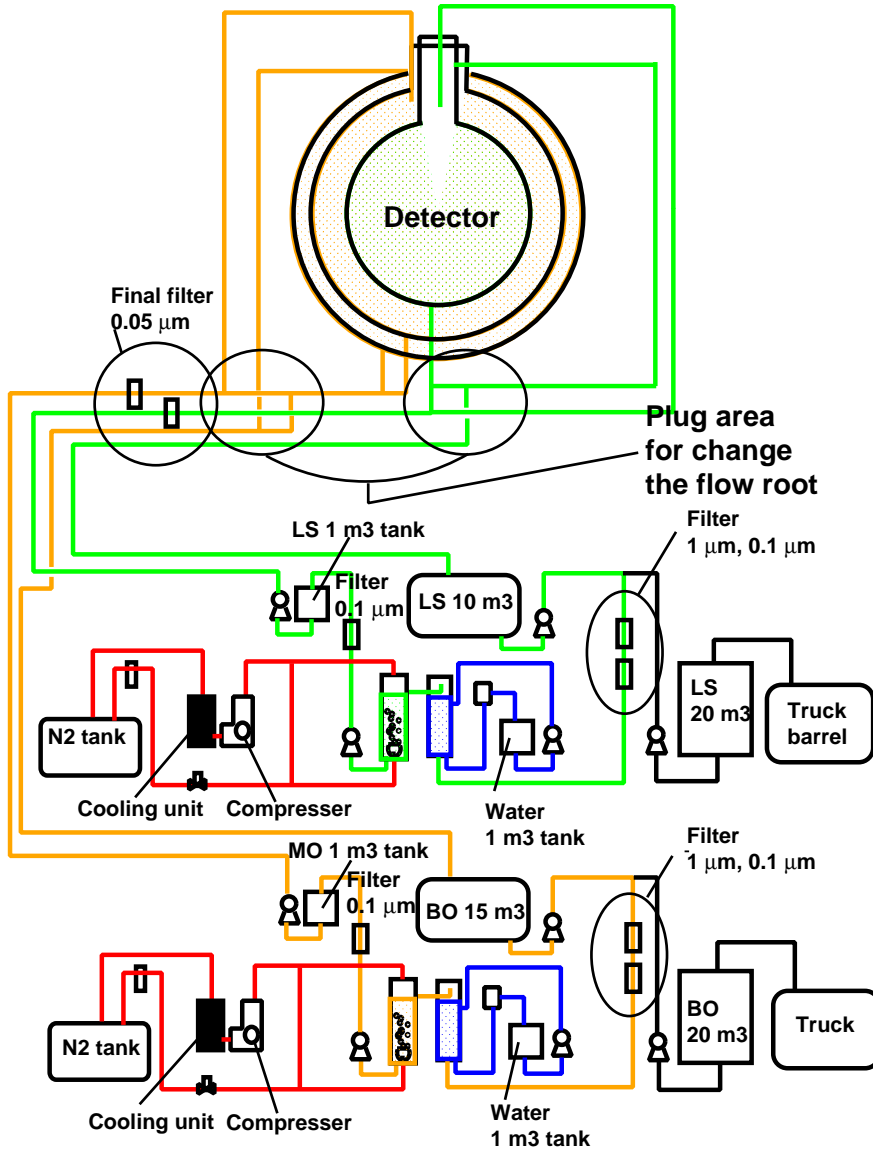 Detector
Final filter
0.05 μm
Plug area
for change
the flow root
Filter
1 μm, 0.1 μm
LS 1 m3 tank
Filter
0.1 μm
LS 10 m3
LS
20 m3
Truck
barrel
N2 tank
Cooling unit
Compresser
Water
1 m3 tank
Filter
1 μm, 0.1 μm
MO 1 m3 tank
Filter
0.1 μm
BO 15 m3
BO
20 m3
Truck
N2 tank
Cooling unit
Compresser
Water
1 m3 tank